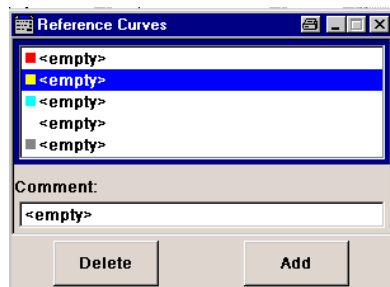 Reference Curves
<empty>
<empty>
<empty>
<empty>
<empty>
Comment:
<empty>
Delete Add